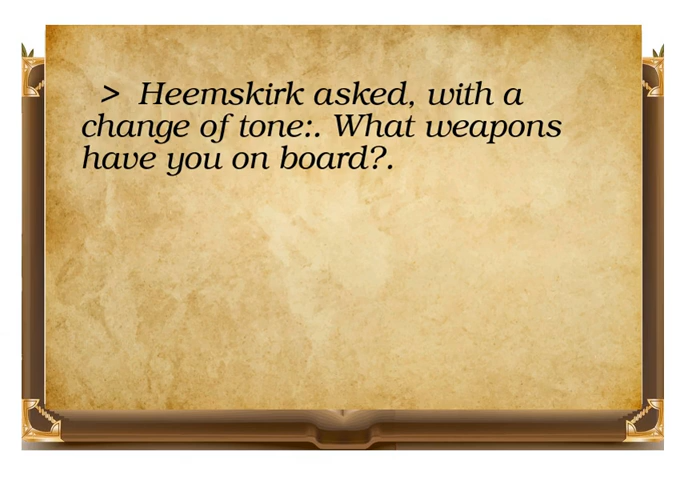 > Heemskirk asked, with a
change of tone:. What weapons
have you on board?.